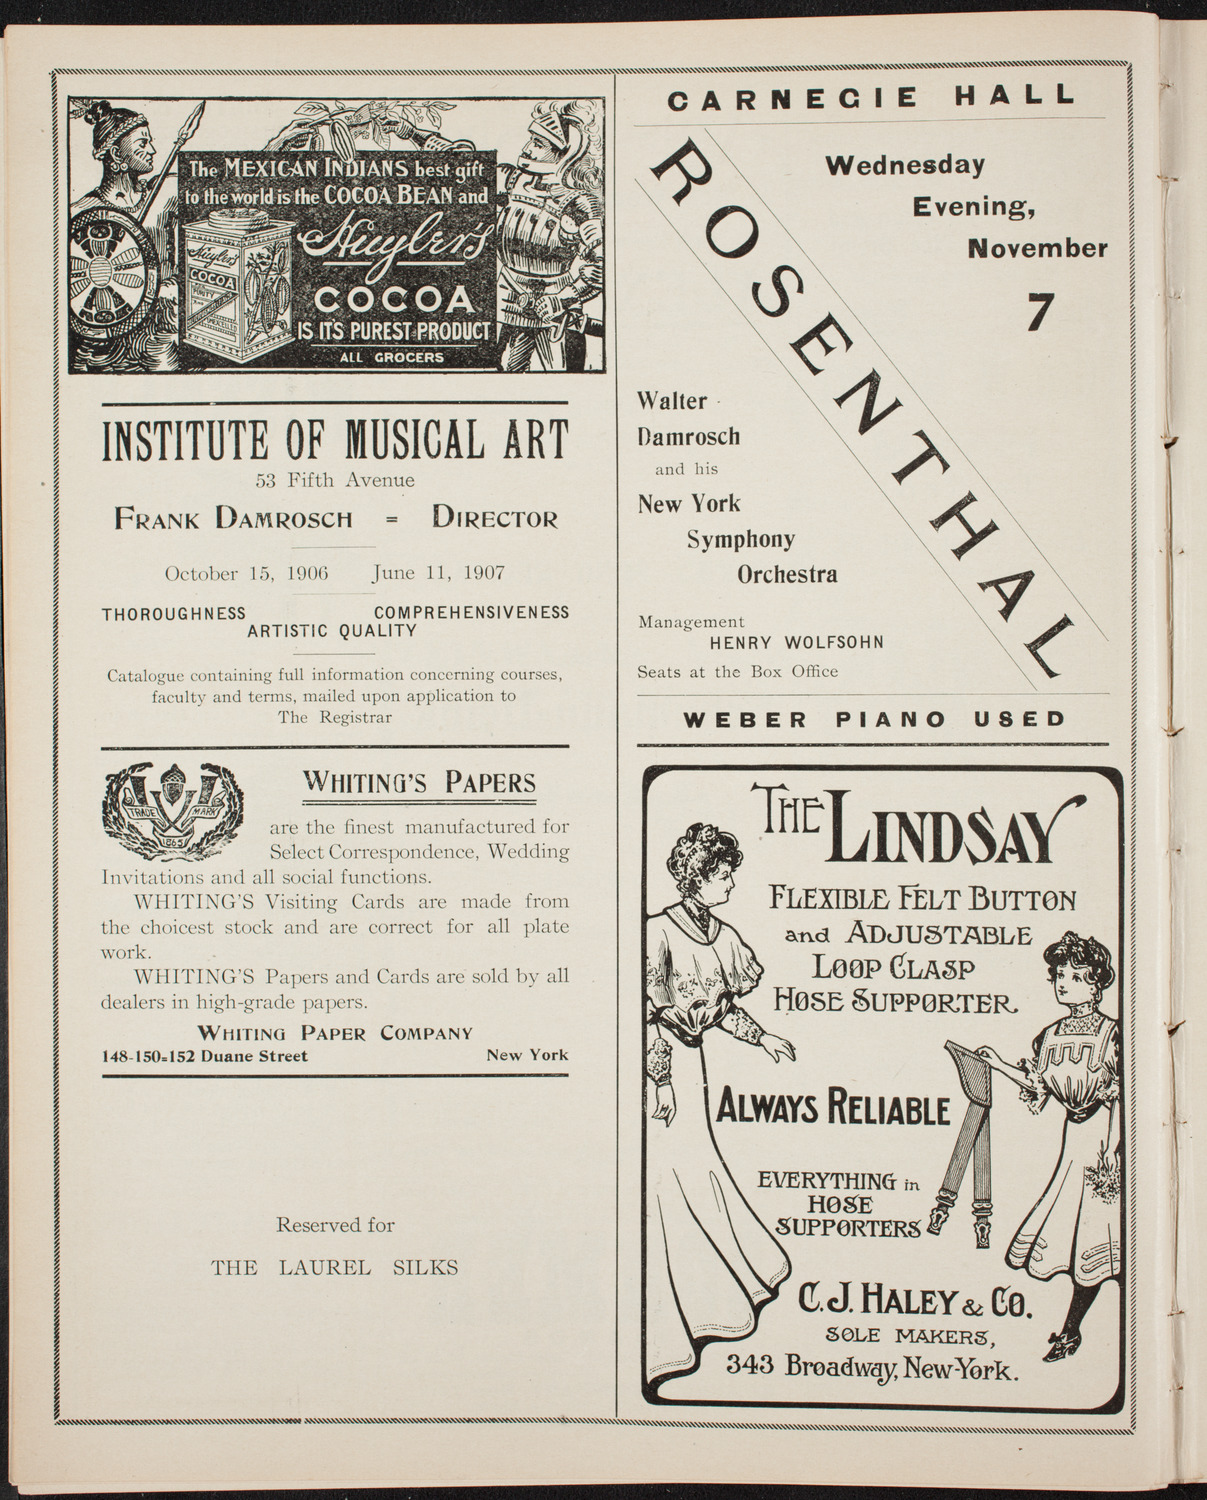 The MEXICAN INDIANS best gift
to the world is the COCOA BEAN and
Huyler's
COCOA
IS ITS PUREST PRODUCT
ALL GROCERS
Huyler's
COCOA
INSTITUTE OF MUSICAL ART
53 Fifth Avenue
FRANK DAMROSCH = DIRECTOR
October 15, 1906 June 11, 1907
THOROUGHNESS COMPREHENSIVENESS
ARTISTIC QUALITY
Catalogue containing full information concerning courses,
faculty and terms, mailed upon application to
The Registrar
WHITING'S PAPERS
TRADE MARK
1865
are the finest manufactured for
Select Correspondence, Wedding
Invitations and all social functions.
WHITING'S Visiting Cards are made from
the choicest stock and are correct for all plate
work.
WHITING'S Papers and Cards are sold by all
dealers in high-grade papers.
WHITING PAPER COMPANY
148-150=152 Duane Street New York
Reserved for
THE LAUREL SILKS
CARNEGIE HALL
ROSENTHAL
Wednesday
Evening,
November
7
Walter
Damrosch
and his
New York
Symphony
Orchestra
Management
HENRY WOLFSOHN
Seats at the Box Office
WEBER PIANO USED
THE LINDSAY
FLEXIBLE FELT BUTTON
and ADJUSTABLE
LOOP CLASP
HOSE SUPPORTER.
ALWAYS RELIABLE
EVERYTHING in
HOSE
SUPPORTERS
C.J. HALEY & CO.
SOLE MAKERS,
343 Broadway, New-York.